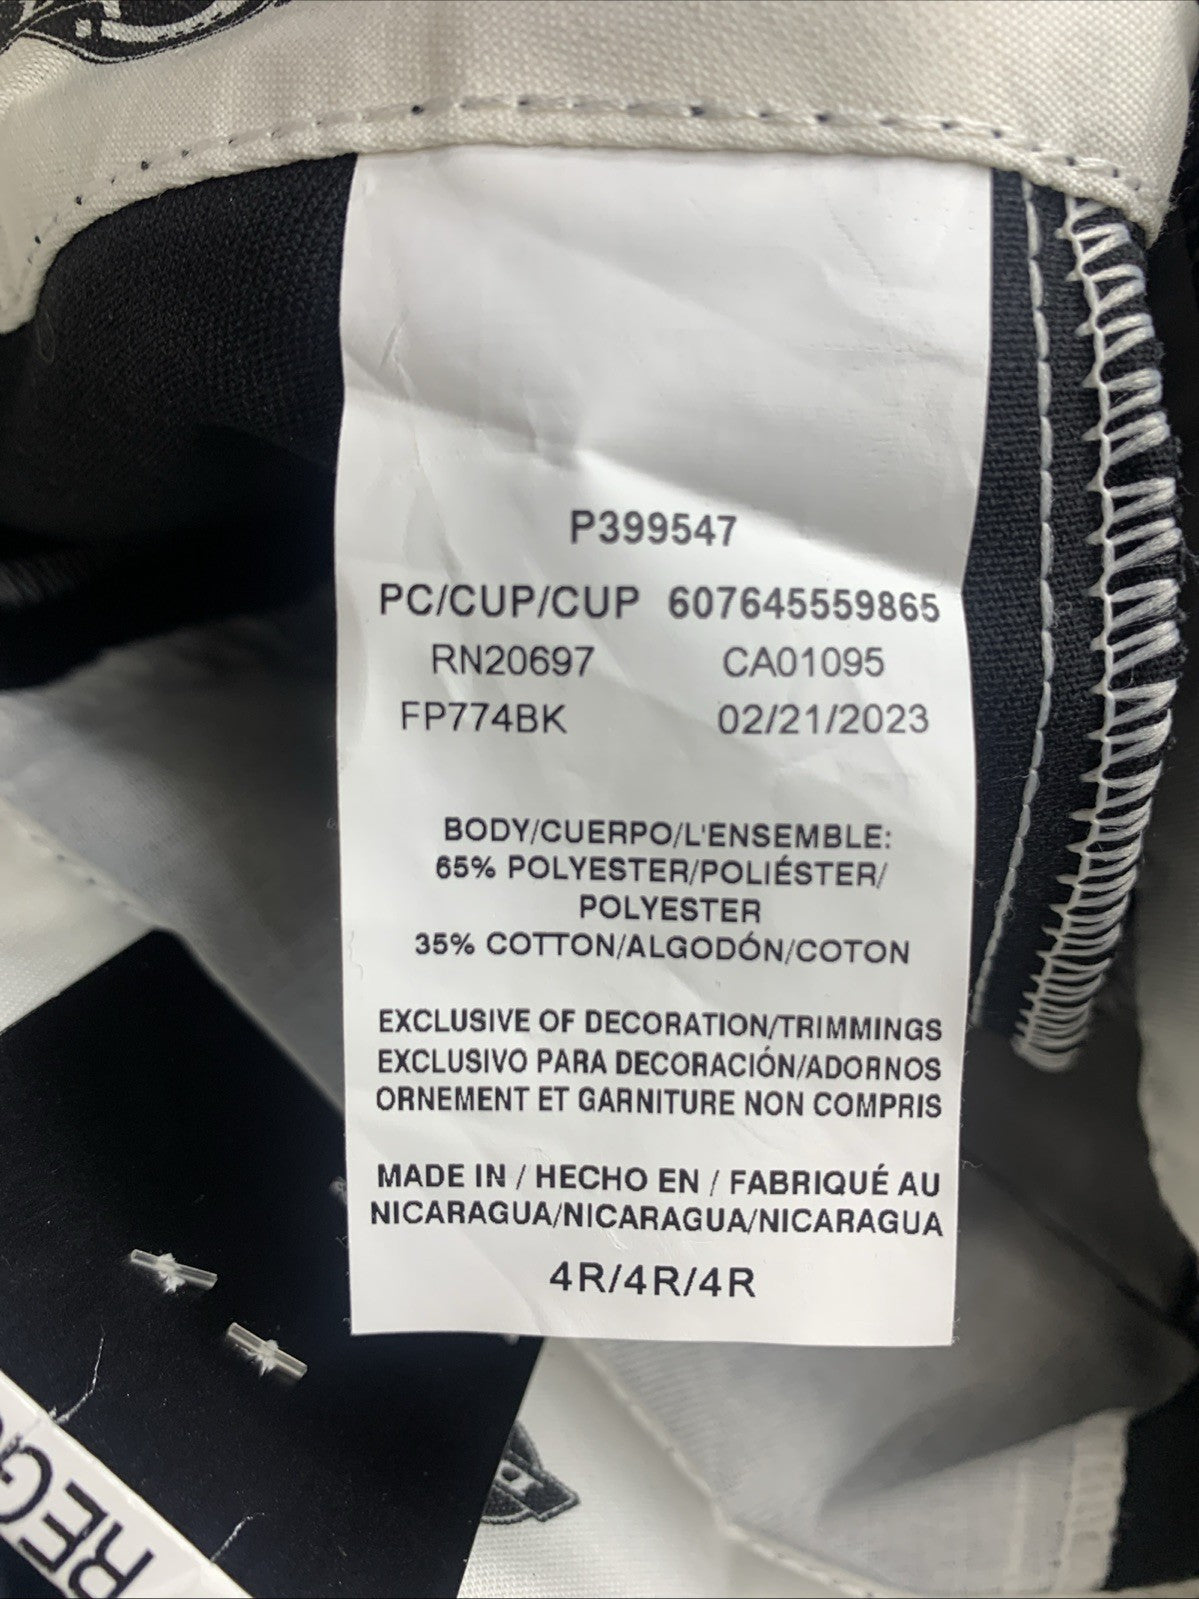 P399547
PC/CUP/CUP 607645559865
RN20697 CA01095
FP774BK 02/21/2023
BODY/CUERPO/L'ENSEMBLE:
65% POLYESTER/POLIÉSTER/
POLYESTER
35% COTTON/ALGODÓN/COTON
EXCLUSIVE OF DECORATION/TRIMMINGS
EXCLUSIVO PARA DECORACIÓN/ADORNOS
ORNEMENT ET GARNITURE NON COMPRIS
MADE IN / HECHO EN / FABRIQUÉ AU
NICARAGUA/NICARAGUA/NICARAGUA
4R/4R/4R